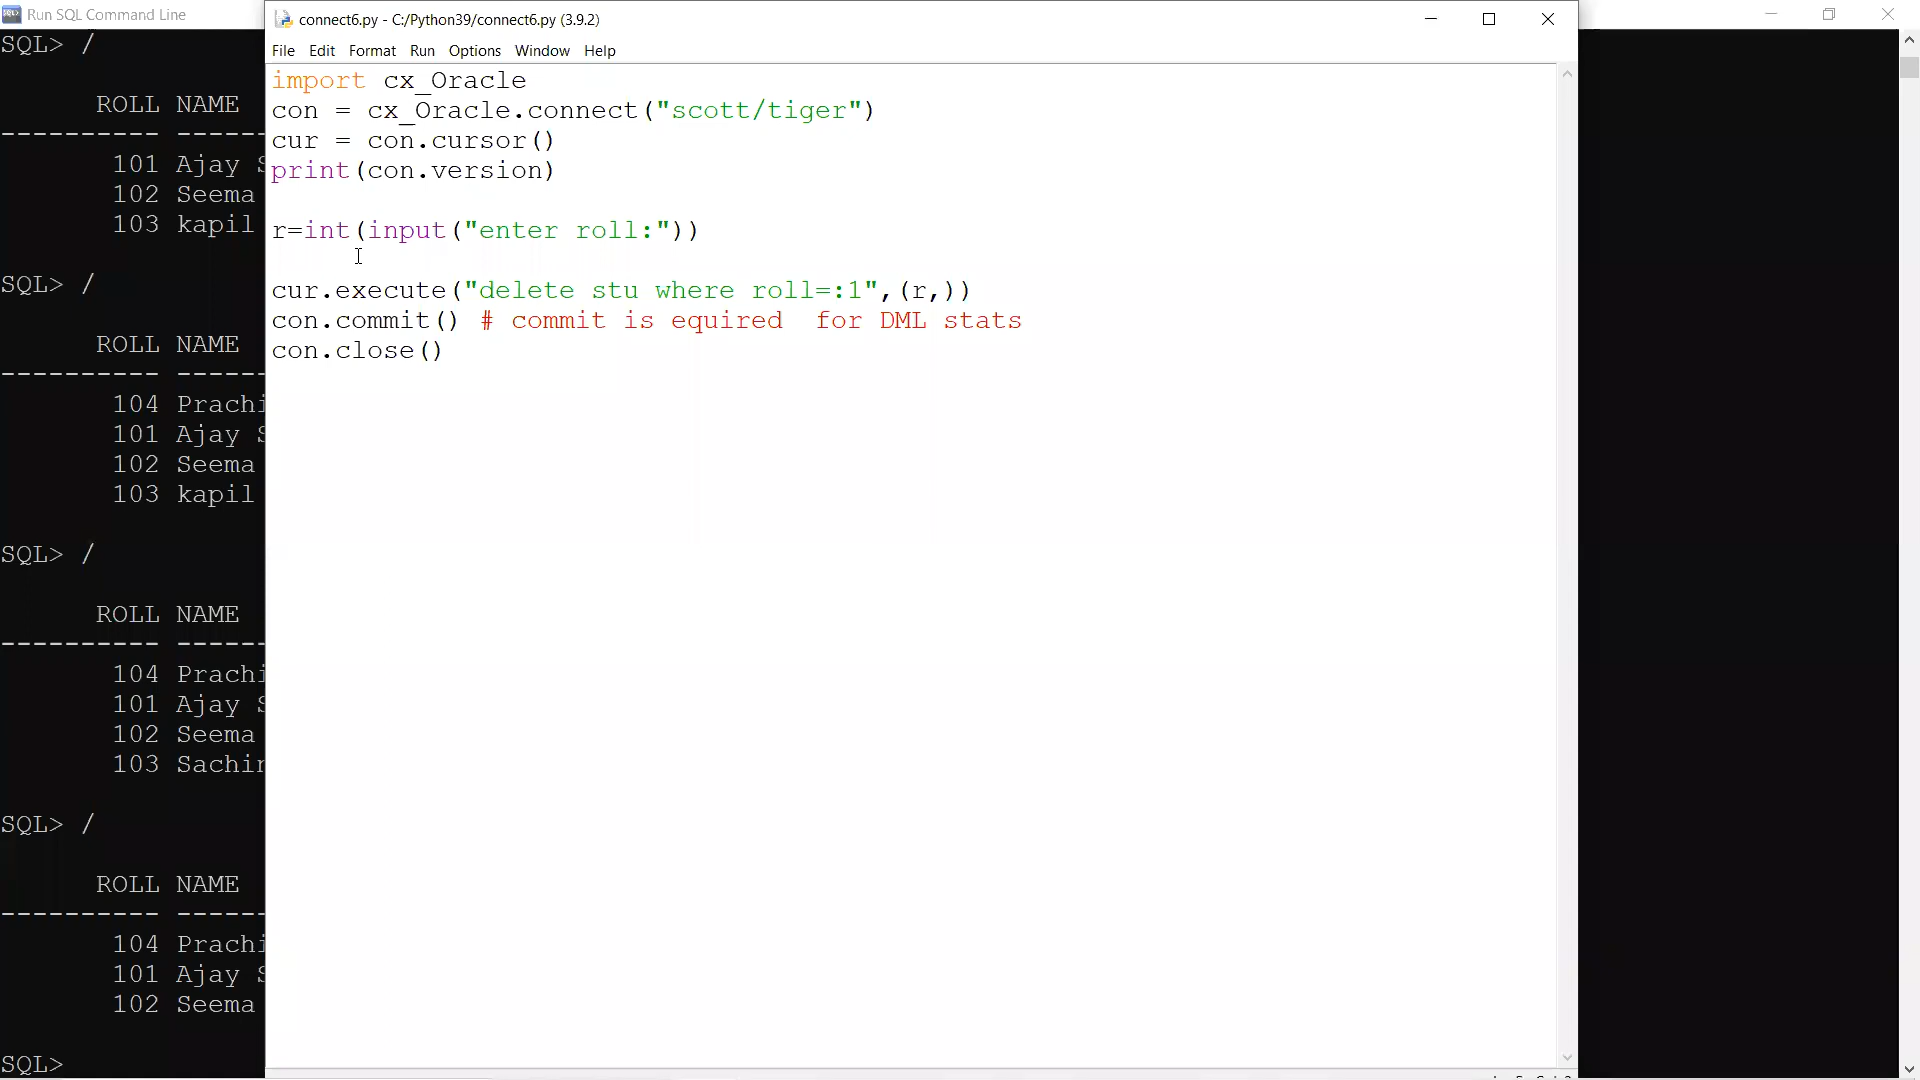 Run SQL Command Line
SQL> /
ROLL NAME
---------- ------
101 Ajay S
102 Seema
103 kapil
SQL> /
ROLL NAME
---------- ------
104 Prachi
101 Ajay S
102 Seema
103 kapil
SQL> /
ROLL NAME
---------- ------
104 Prachi
101 Ajay S
102 Seema
103 Sachin
SQL> /
ROLL NAME
---------- ------
104 Prachi
101 Ajay S
102 Seema
SQL>
connect6.py - C:/Python39/connect6.py (3.9.2)
File Edit Format Run Options Window Help
import cx_Oracle
con = cx_Oracle.connect("scott/tiger")
cur = con.cursor()
print(con.version)
r=int(input("enter roll:"))
cur.execute("delete stu where roll=:1",(r,))
con.commit() # commit is equired  for DML stats
con.close()